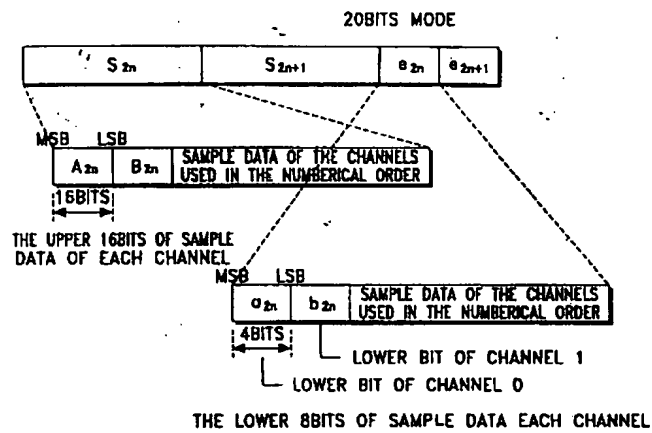 20BITS MODE
S2n S2n+1 e2n e2n+1
MSB LSB
A2n B2n SAMPLE DATA OF THE CHANNELS
USED IN THE NUMBERICAL ORDER
16BITS
THE UPPER 16BITS OF SAMPLE
DATA OF EACH CHANNEL
MSB LSB
a2n b2n SAMPLE DATA OF THE CHANNELS
USED IN THE NUMBERICAL ORDER
4BITS
LOWER BIT OF CHANNEL 1
LOWER BIT OF CHANNEL 0
THE LOWER 8BITS OF SAMPLE DATA EACH CHANNEL